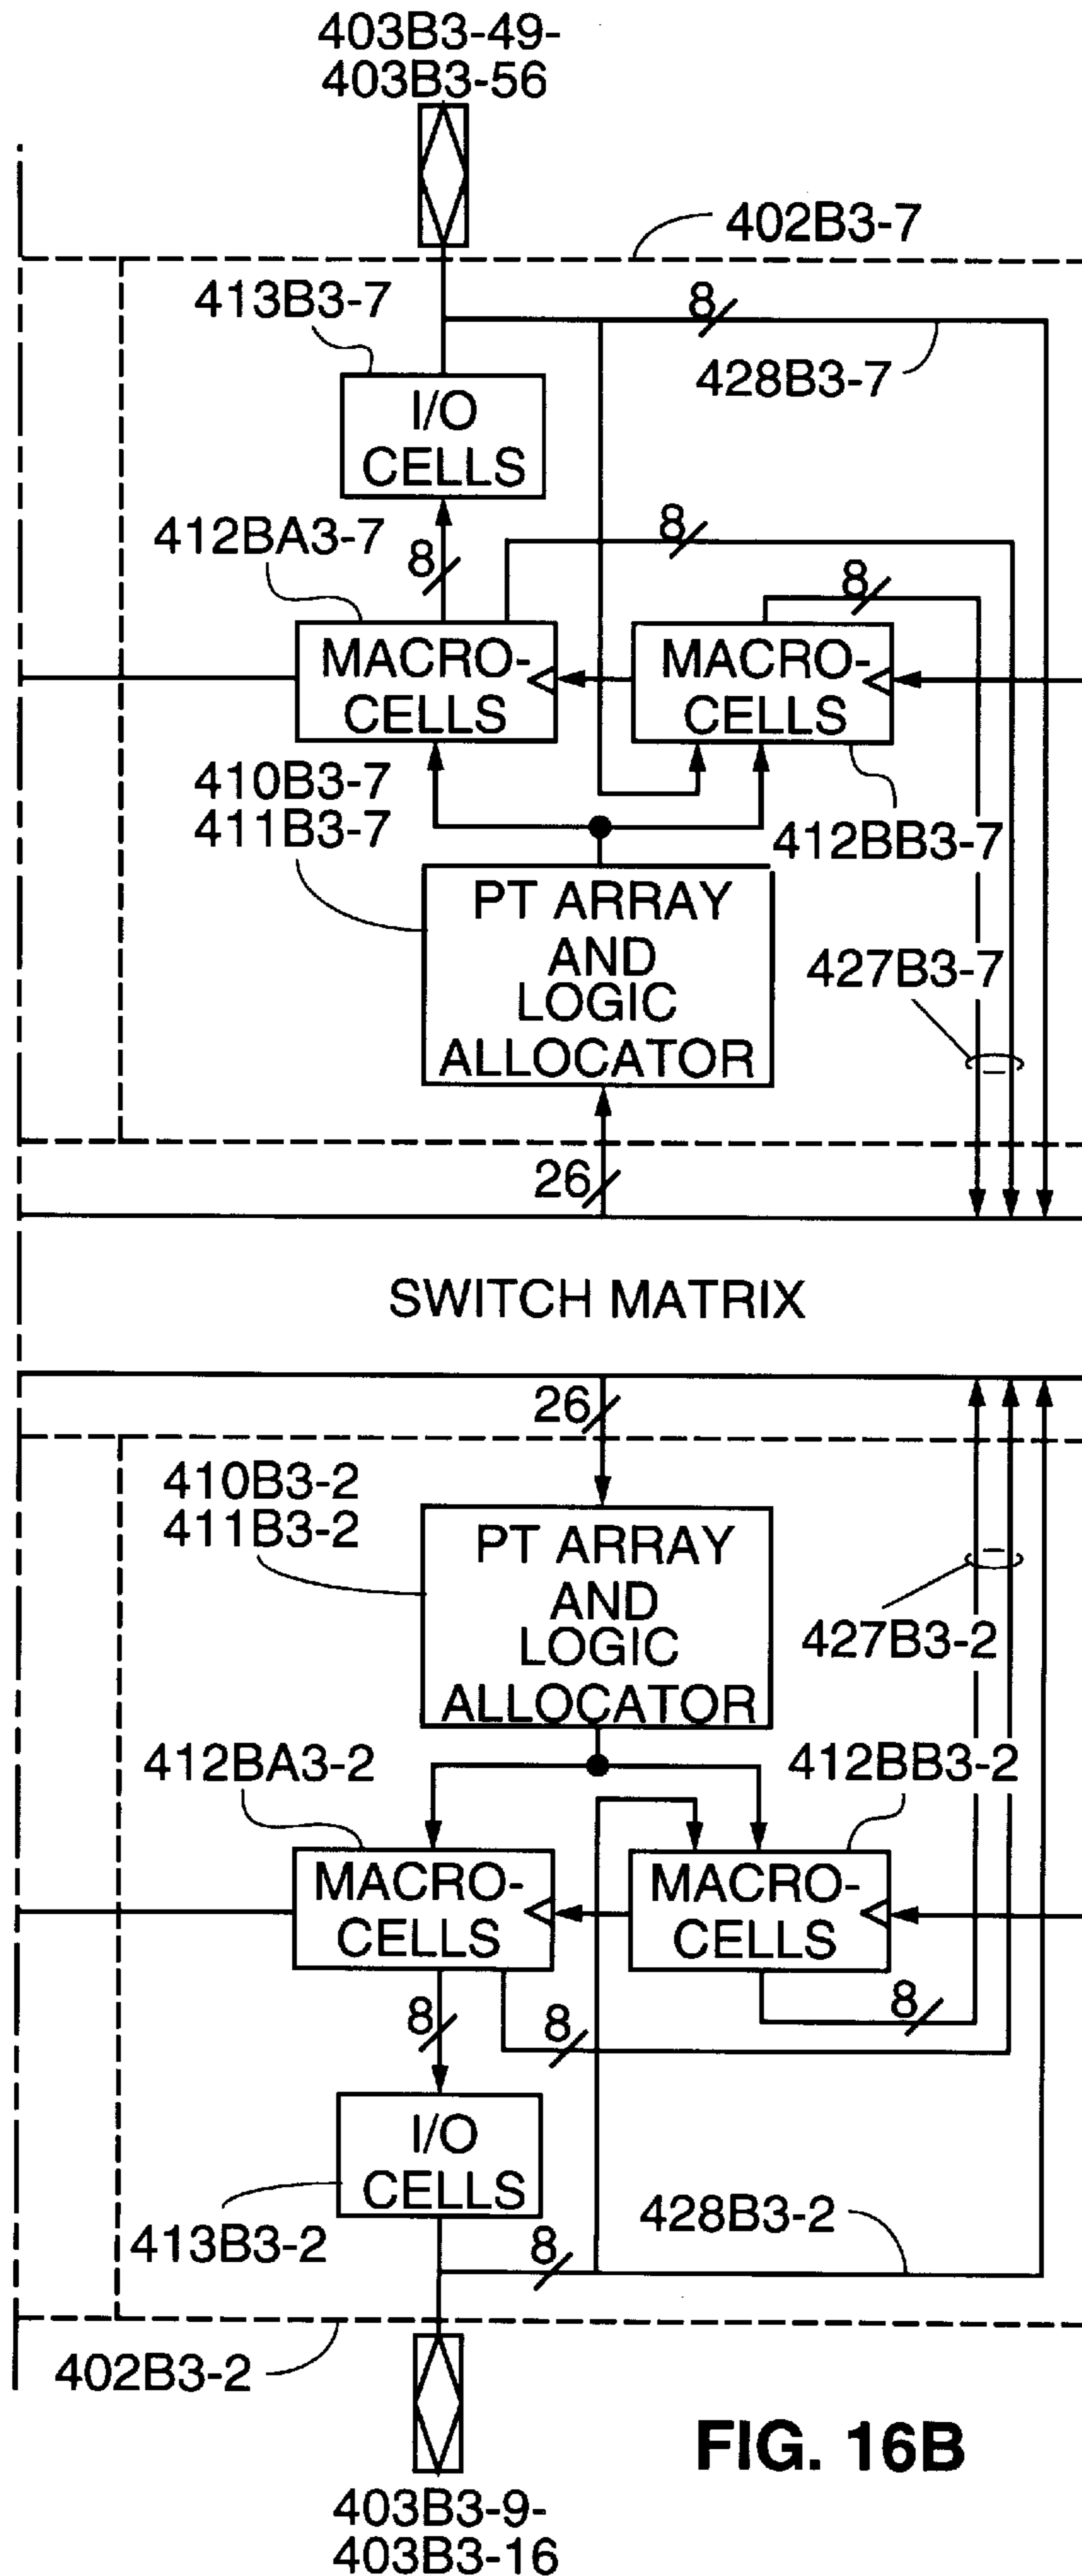 403B3-49-
403B3-56
402B3-7
413B3-7
8
428B3-7
I/O
CELLS
412BA3-7
8
8
8
MACRO-
CELLS
MACRO-
CELLS
410B3-7
411B3-7
412BB3-7
PT ARRAY
AND
LOGIC
ALLOCATOR
427B3-7
26
SWITCH MATRIX
26
410B3-2
411B3-2
PT ARRAY
AND
LOGIC
ALLOCATOR
427B3-2
412BA3-2
412BB3-2
MACRO-
CELLS
MACRO-
CELLS
8
8
8
I/O
CELLS
413B3-2
8
428B3-2
402B3-2
FIG. 16B
403B3-9-
403B3-16